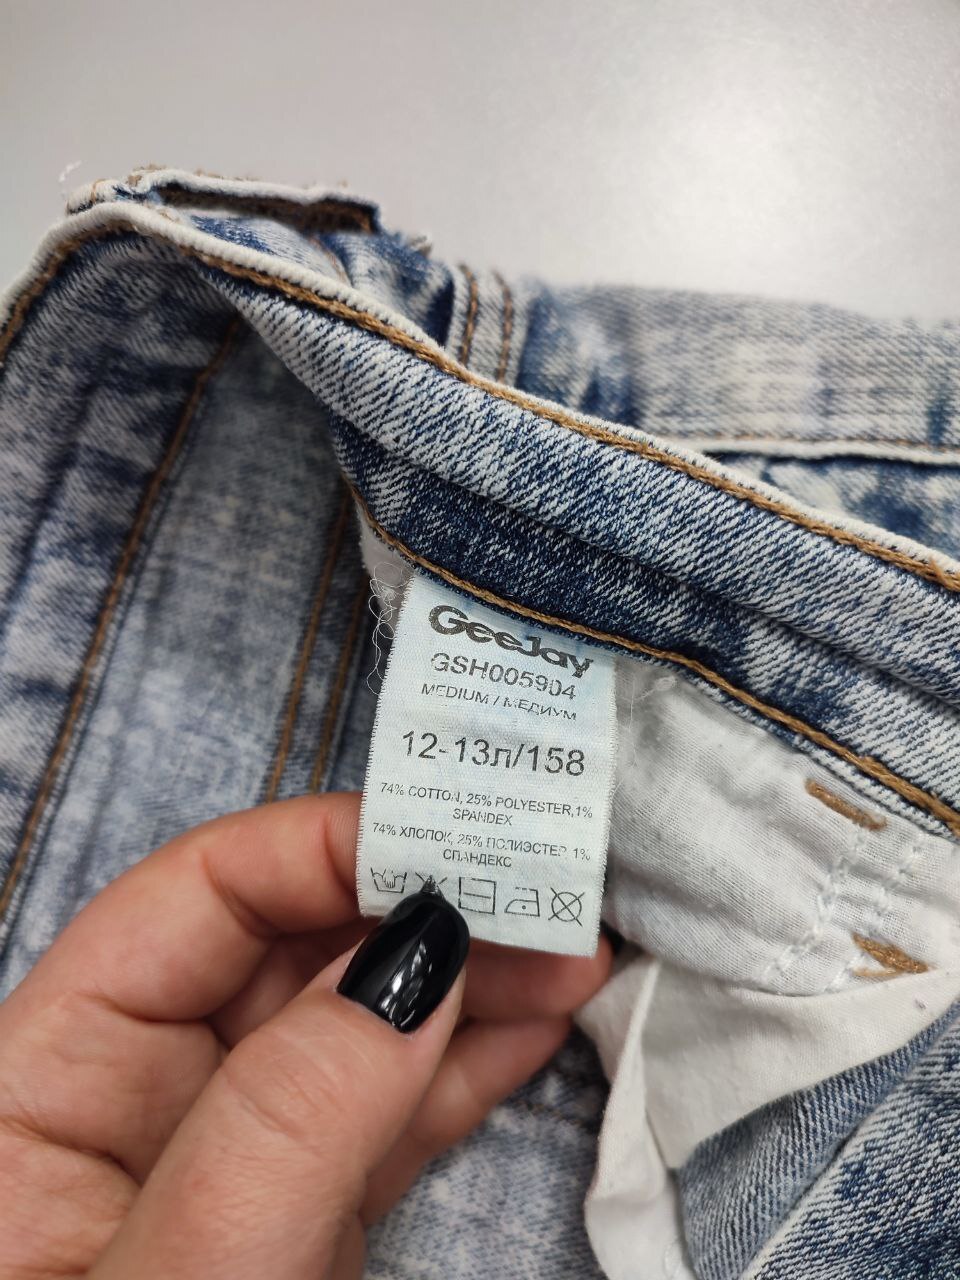 GeeJay
GSH005904
MEDIUM / МЕДИУМ
12-13л/158
74% COTTON, 25% POLYESTER,1%
SPANDEX
74% ХЛОПОК, 25% ПОЛИЭСТЕР, 1%
СПАНДЕКС